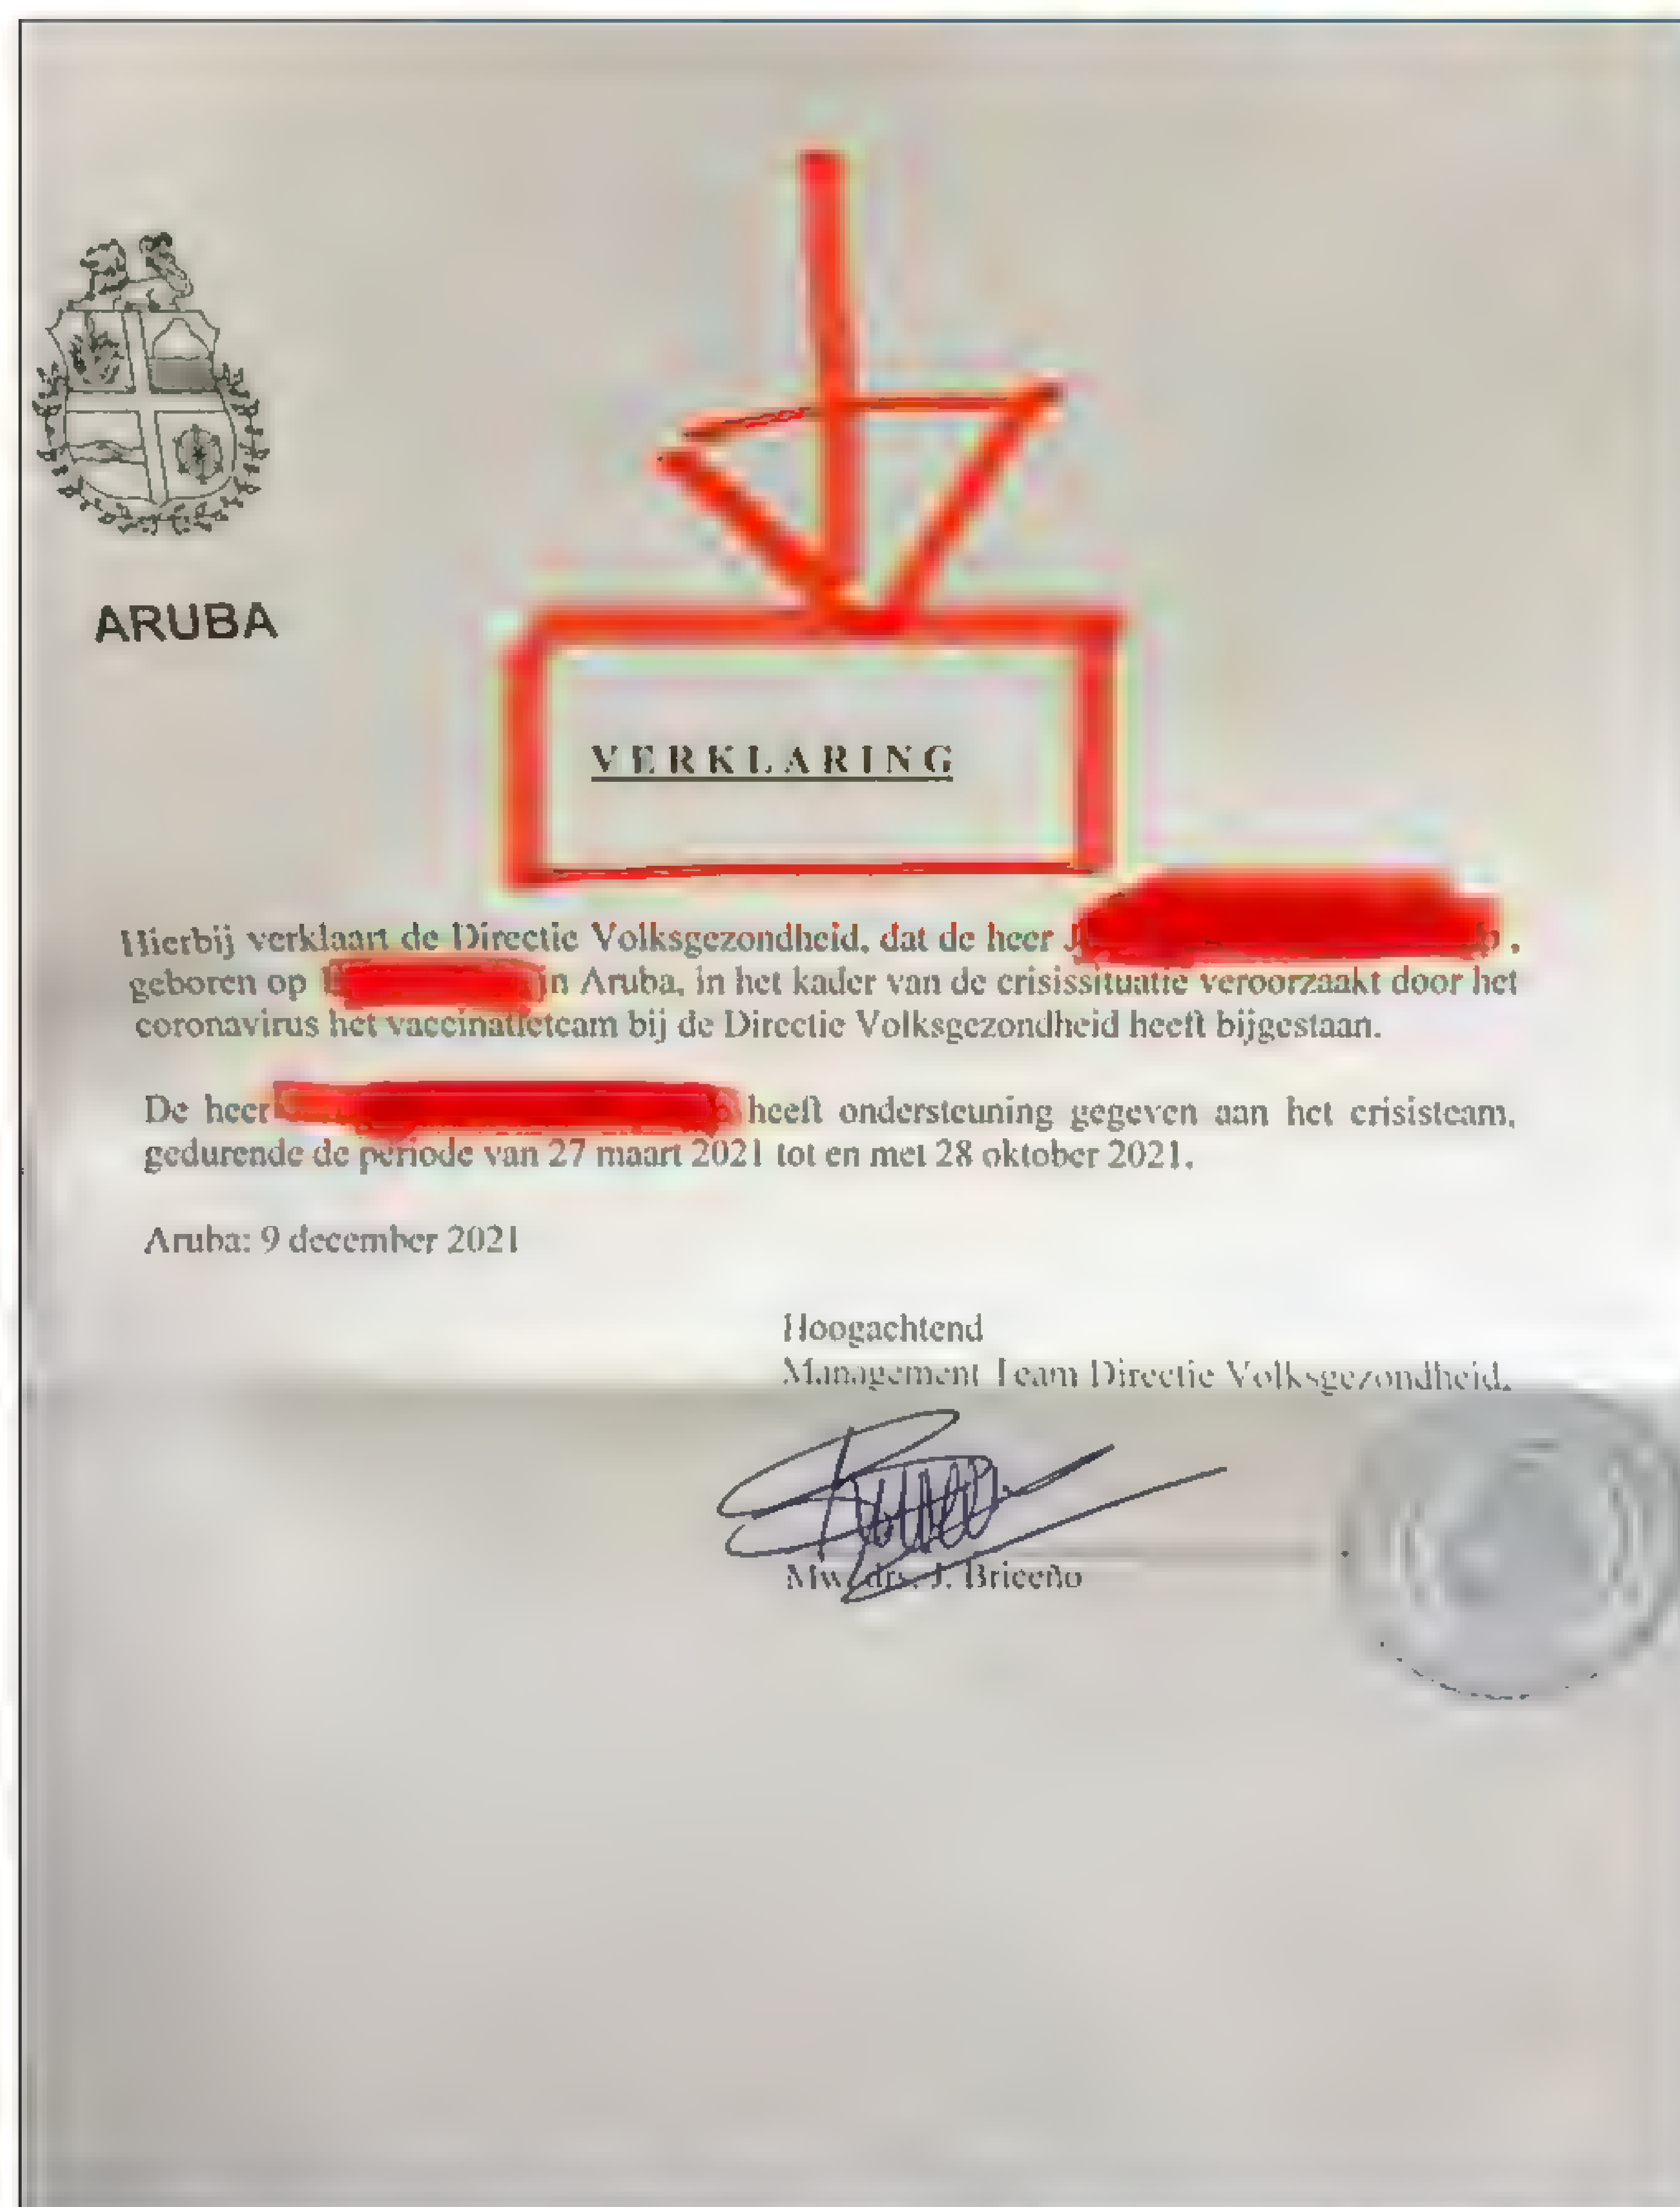 ARUBA
VERKLARING
Hierbij verklaart de Directie Volksgezondheid, dat de heer
geboren op in Aruba, in het kader van de crisissituatie veroorzaakt door het
coronavirus het vaccinatieteam bij de Directie Volksgezondheid heeft bijgestaan.
De heer heeft ondersteuning gegeven aan het crisisteam,
gedurende de periode van 27 maart 2021 tot en met 28 oktober 2021.
Aruba: 9 december 2021
Hoogachtend
Management Team Directie Volksgezondheid.
Mw. drs. J. Briceño